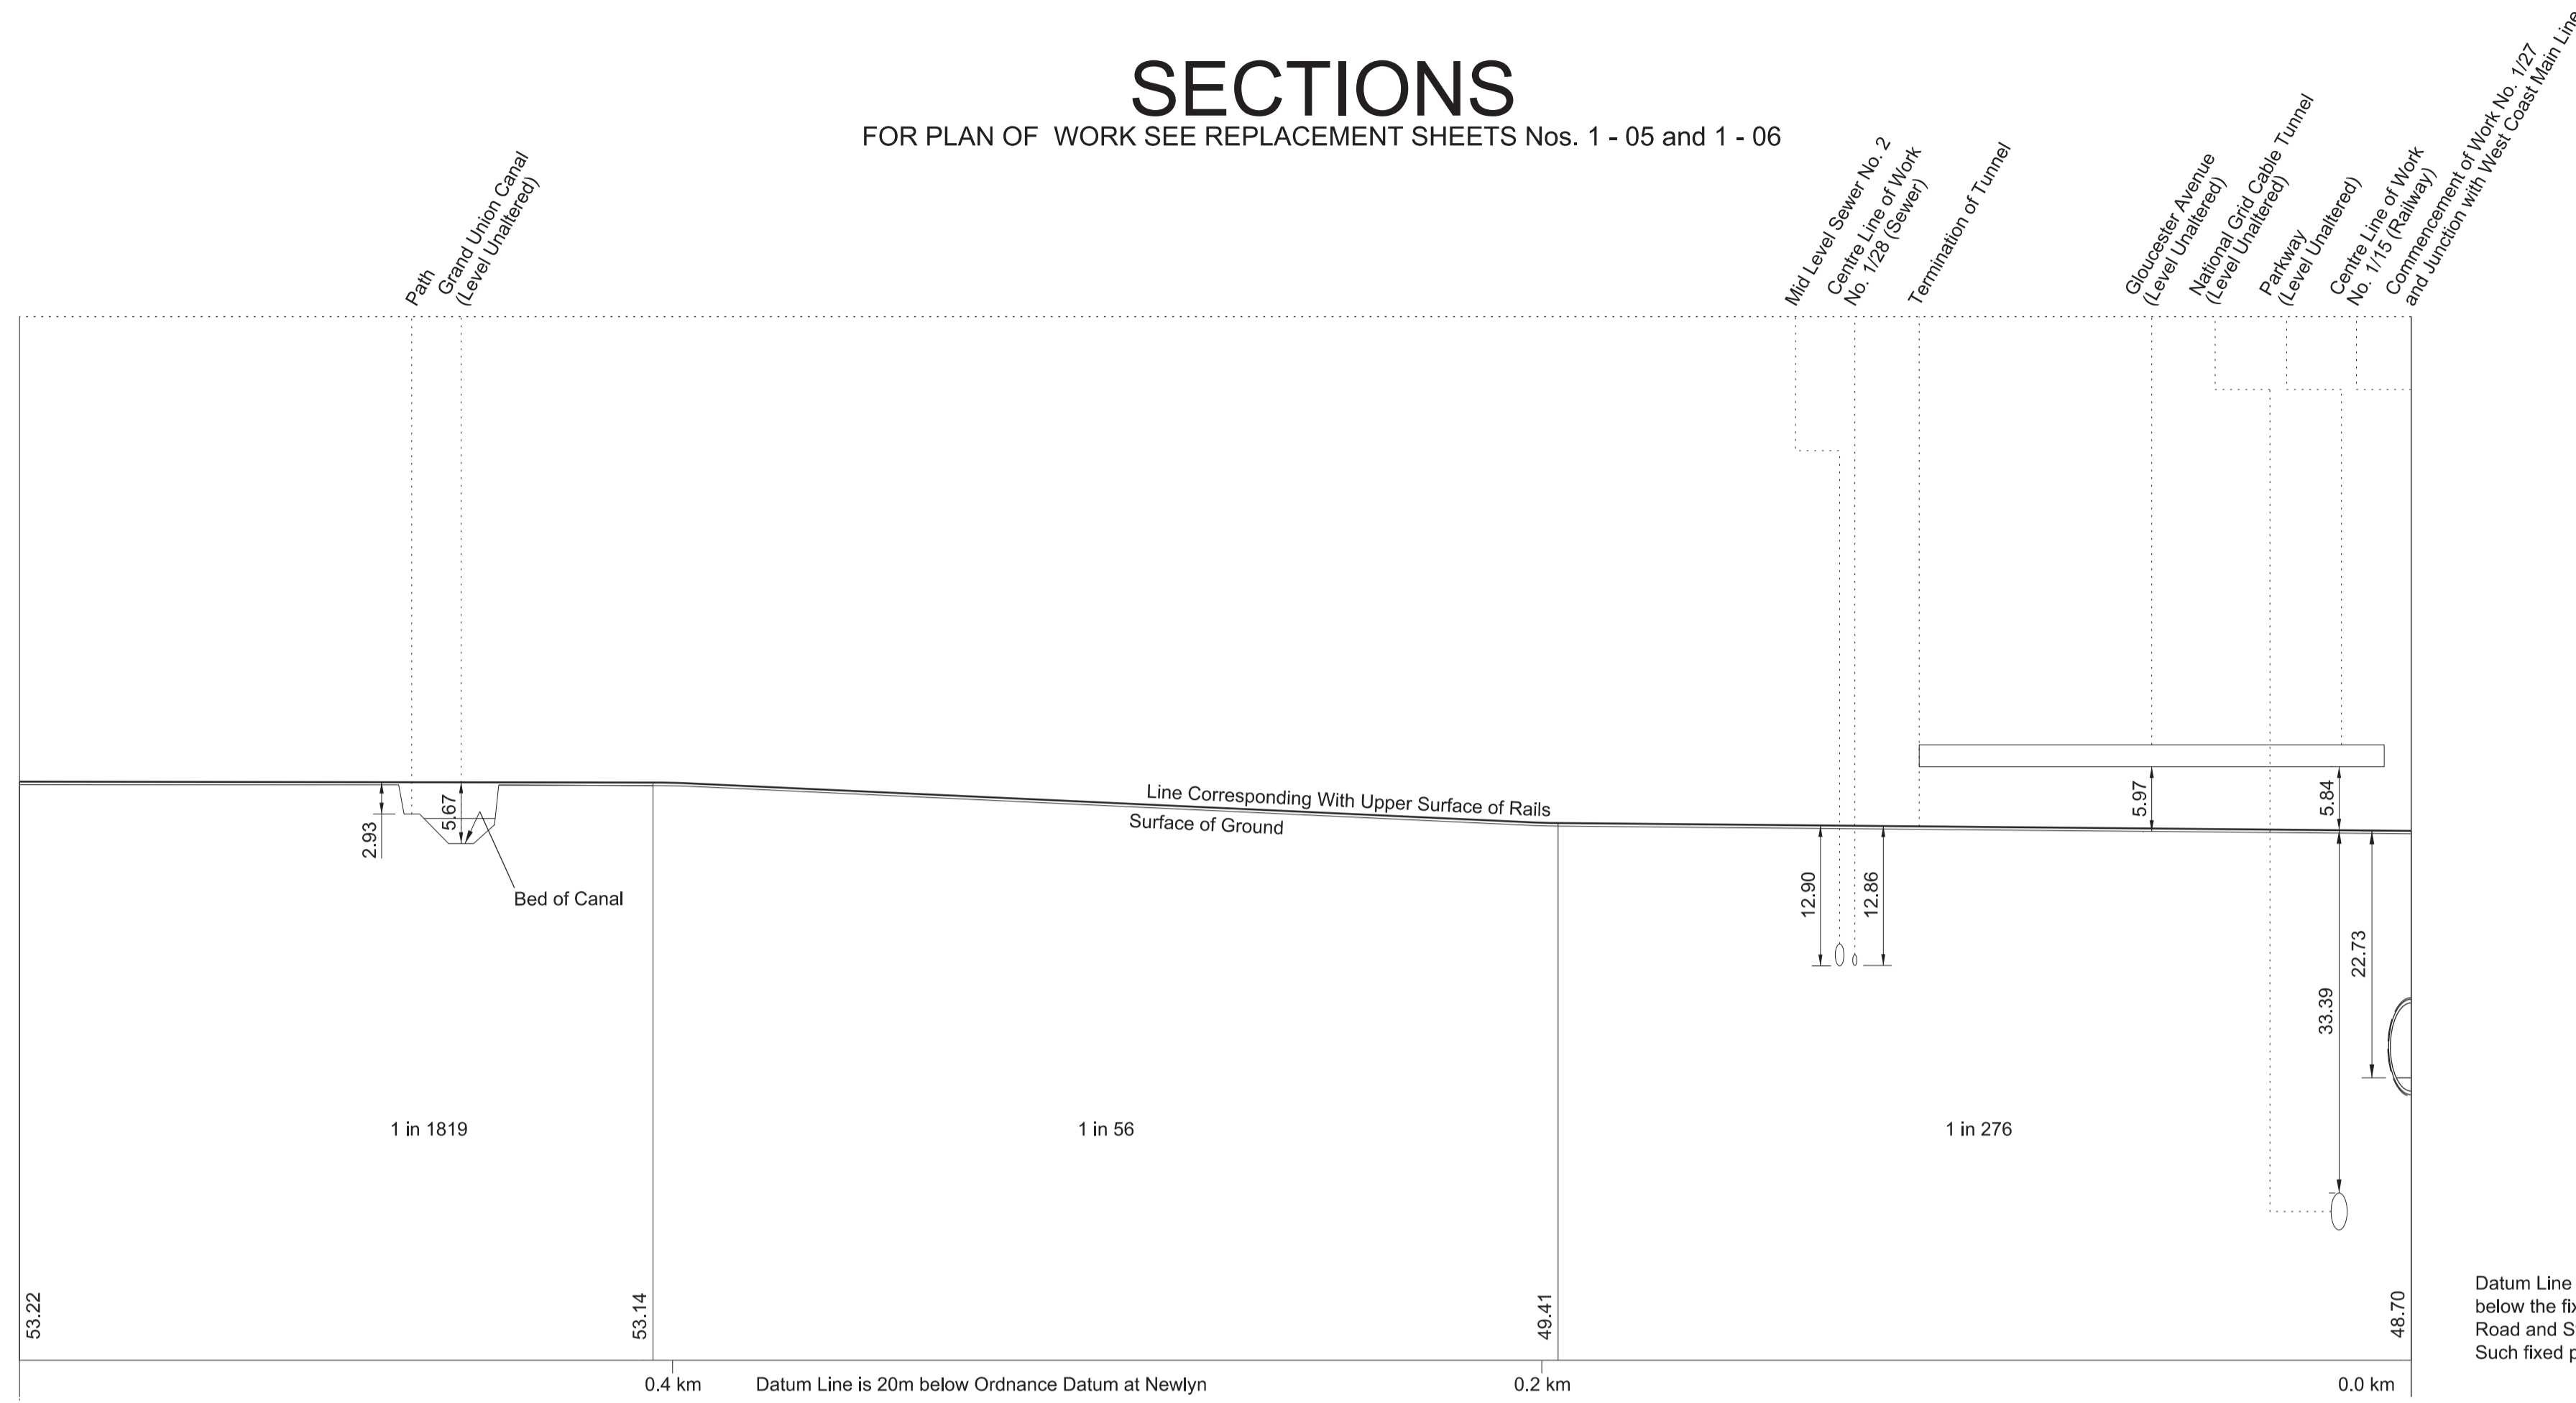 SECTIONS
FOR PLAN OF WORK SEE REPLACEMENT SHEETS Nos. 1 - 05 and 1 - 06
Path
Grand Union Canal
(Level Unaltered)
Mid Level Sewer No. 2
Centre Line of Work
No. 1/28 (Sewer)
Termination of Tunnel
Gloucester Avenue
(Level Unaltered)
National Grid Cable Tunnel
(Level Unaltered)
Parkway
(Level Unaltered)
Centre Line of Work
No. 1/15 (Railway)
Commencement of Work No. 1/27
and Junction with West Coast Main Line
2.93
5.67
Bed of Canal
Line Corresponding With Upper Surface of Rails
Surface of Ground
12.90
12.86
5.97
5.84
33.39
22.73
1 in 1819
1 in 56
1 in 276
53.22
53.14
49.41
48.70
0.4 km
Datum Line is 20m below Ordnance Datum at Newlyn
0.2 km
0.0 km
Datum Line
below the
Road and
Such fixed